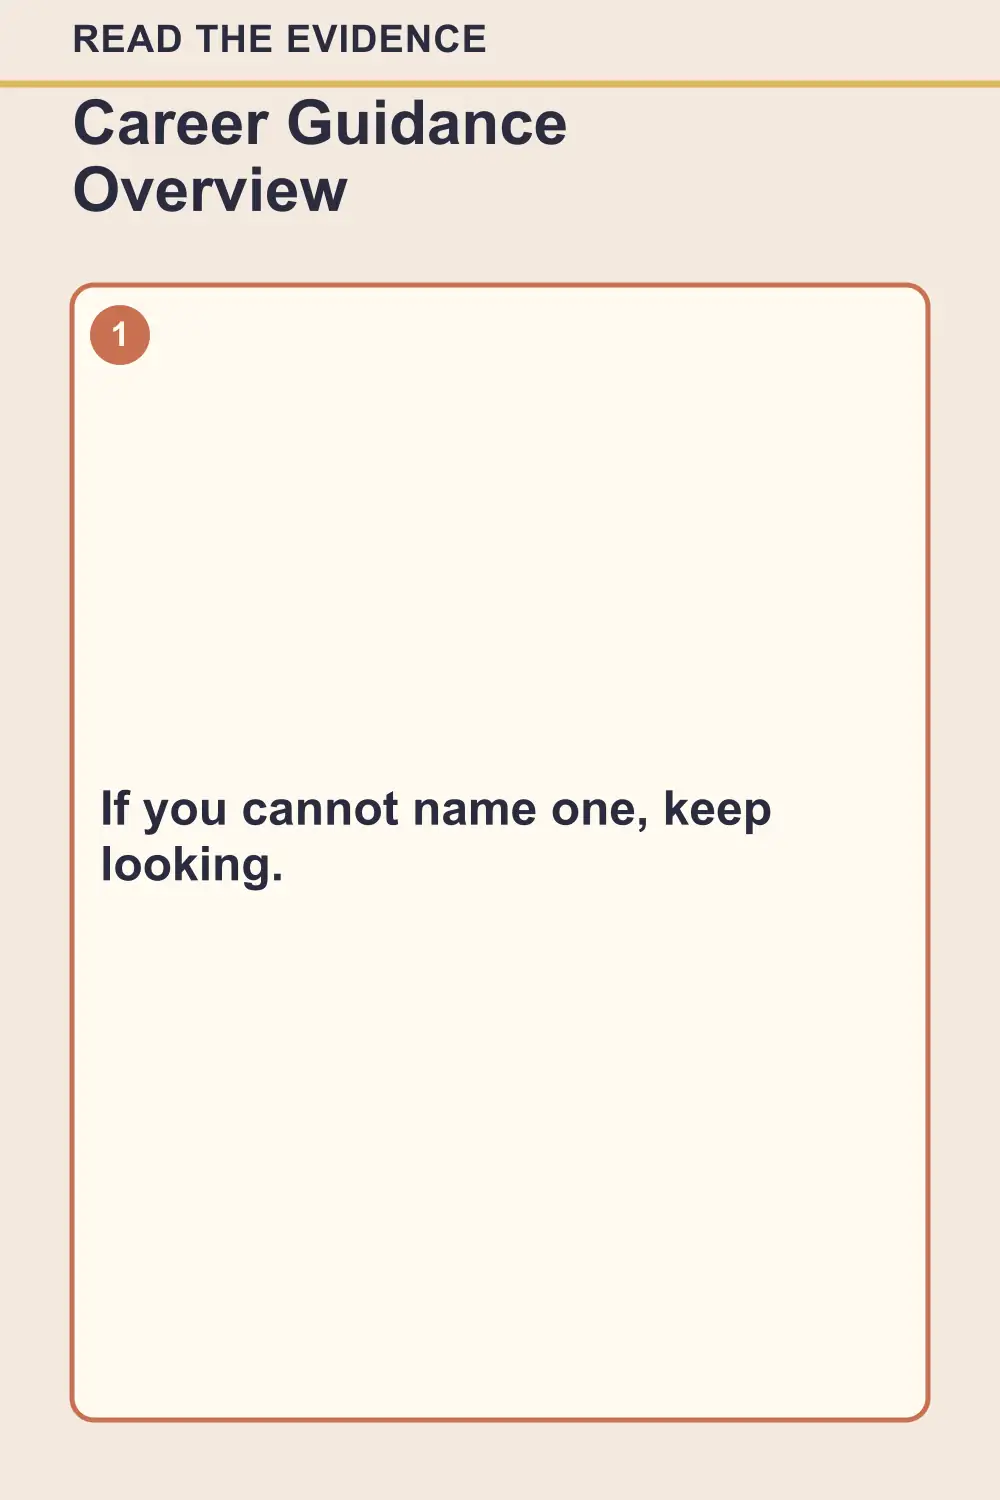 READ THE EVIDENCE
Career Guidance
Overview
1
If you cannot name one, keep
looking.